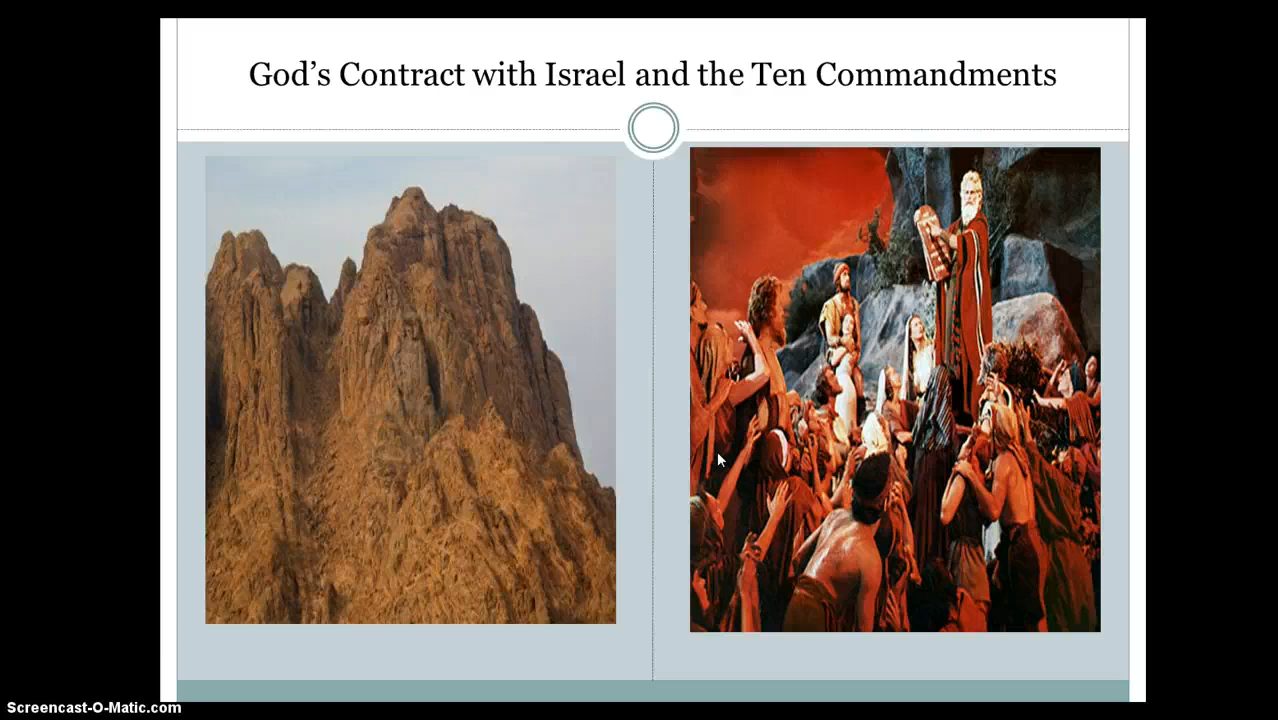 God’s Contract with Israel and the Ten Commandments
Screencast-O-Matic.com